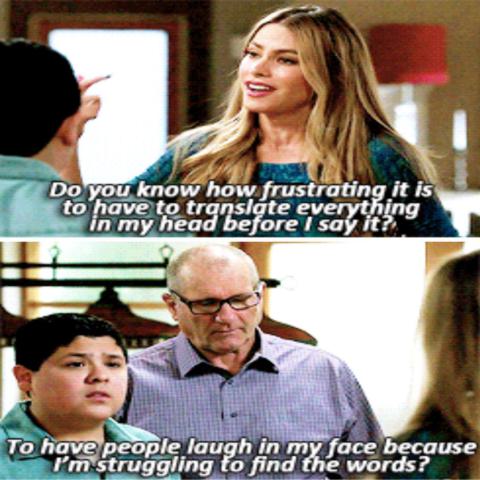 Do you know how frustrating it is
to have to translate everything
in my head before I say it?
To have people laugh in my face because
I'm struggling to find the words?